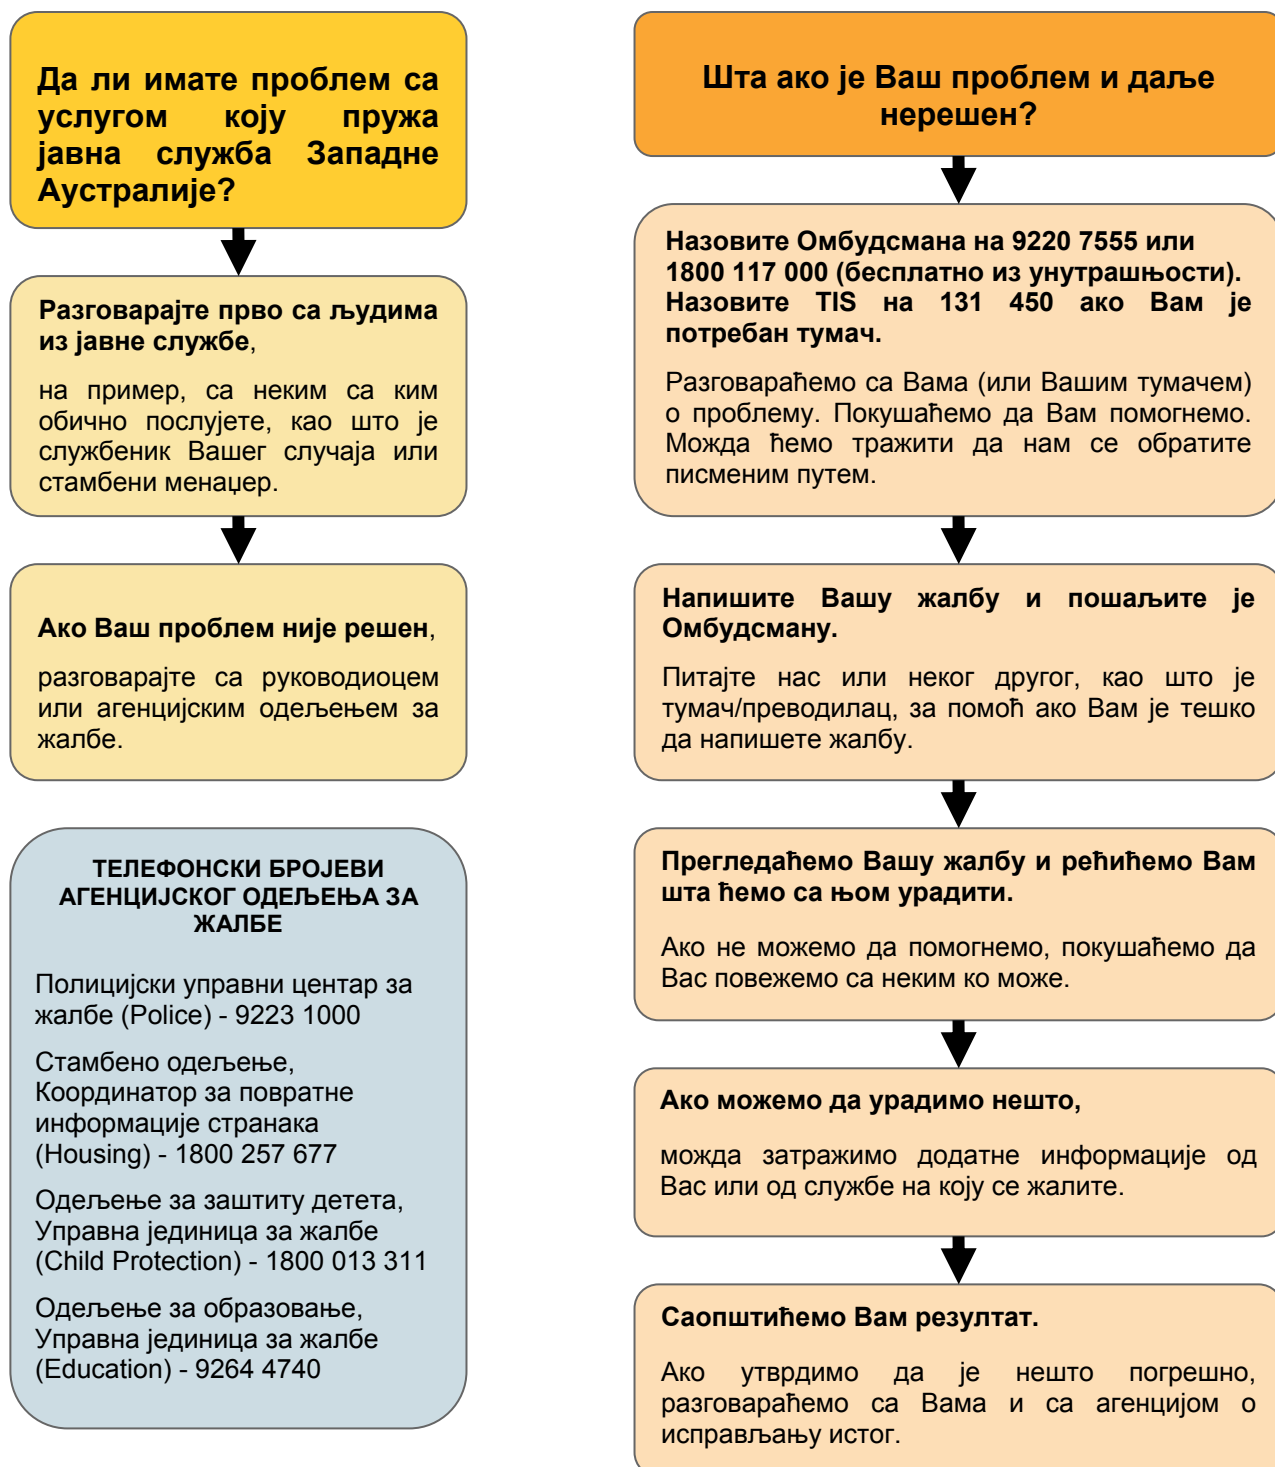 Да ли имате проблем са
услугом коју пружа
јавна служба Западне
Аустралије?
Разговарајте прво са људима
из јавне службе,
на пример, са неким са ким
обично послујете, као што је
службеник Вашег случаја или
стамбени менаџер.
Ако Ваш проблем није решен,
разговарајте са руководиоцем
или агенцијским одељењем за
жалбе.
ТЕЛЕФОНСКИ БРОЈЕВИ
АГЕНЦИЈСКОГ ОДЕЉЕЊА ЗА
ЖАЛБЕ
Полицијски управни центар за
жалбе (Police) - 9223 1000
Стамбено одељење,
Координатор за повратне
информације странака
(Housing) - 1800 257 677
Одељење за заштиту детета,
Управна јединица за жалбе
(Child Protection) - 1800 013 311
Одељење за образовање,
Управна јединица за жалбе
(Education) - 9264 4740
Шта ако је Ваш проблем и даље
нерешен?
Назовите Омбудсмана на 9220 7555 или
1800 117 000 (бесплатно из унутрашњости).
Назовите TIS на 131 450 ако Вам је
потребан тумач.
Разговараћемо са Вама (или Вашим тумачем)
о проблему. Покушаћемо да Вам помогнемо.
Можда ћемо тражити да нам се обратите
писменим путем.
Напишите Вашу жалбу и пошаљите је
Омбудсману.
Питајте нас или неког другог, као што је
тумач/преводилац, за помоћ ако Вам је тешко
да напишете жалбу.
Прегледаћемо Вашу жалбу и рећићемо Вам
шта ћемо са њом урадити.
Ако не можемо да помогнемо, покушаћемо да
Вас повежемо са неким ко може.
Ако можемо да урадимо нешто,
можда затражимо додатне информације од
Вас или од службе на коју се жалите.
Саопштићемо Вам резултат.
Ако утврдимо да је нешто погрешно,
разговараћемо са Вама и са агенцијом о
исправљању истог.